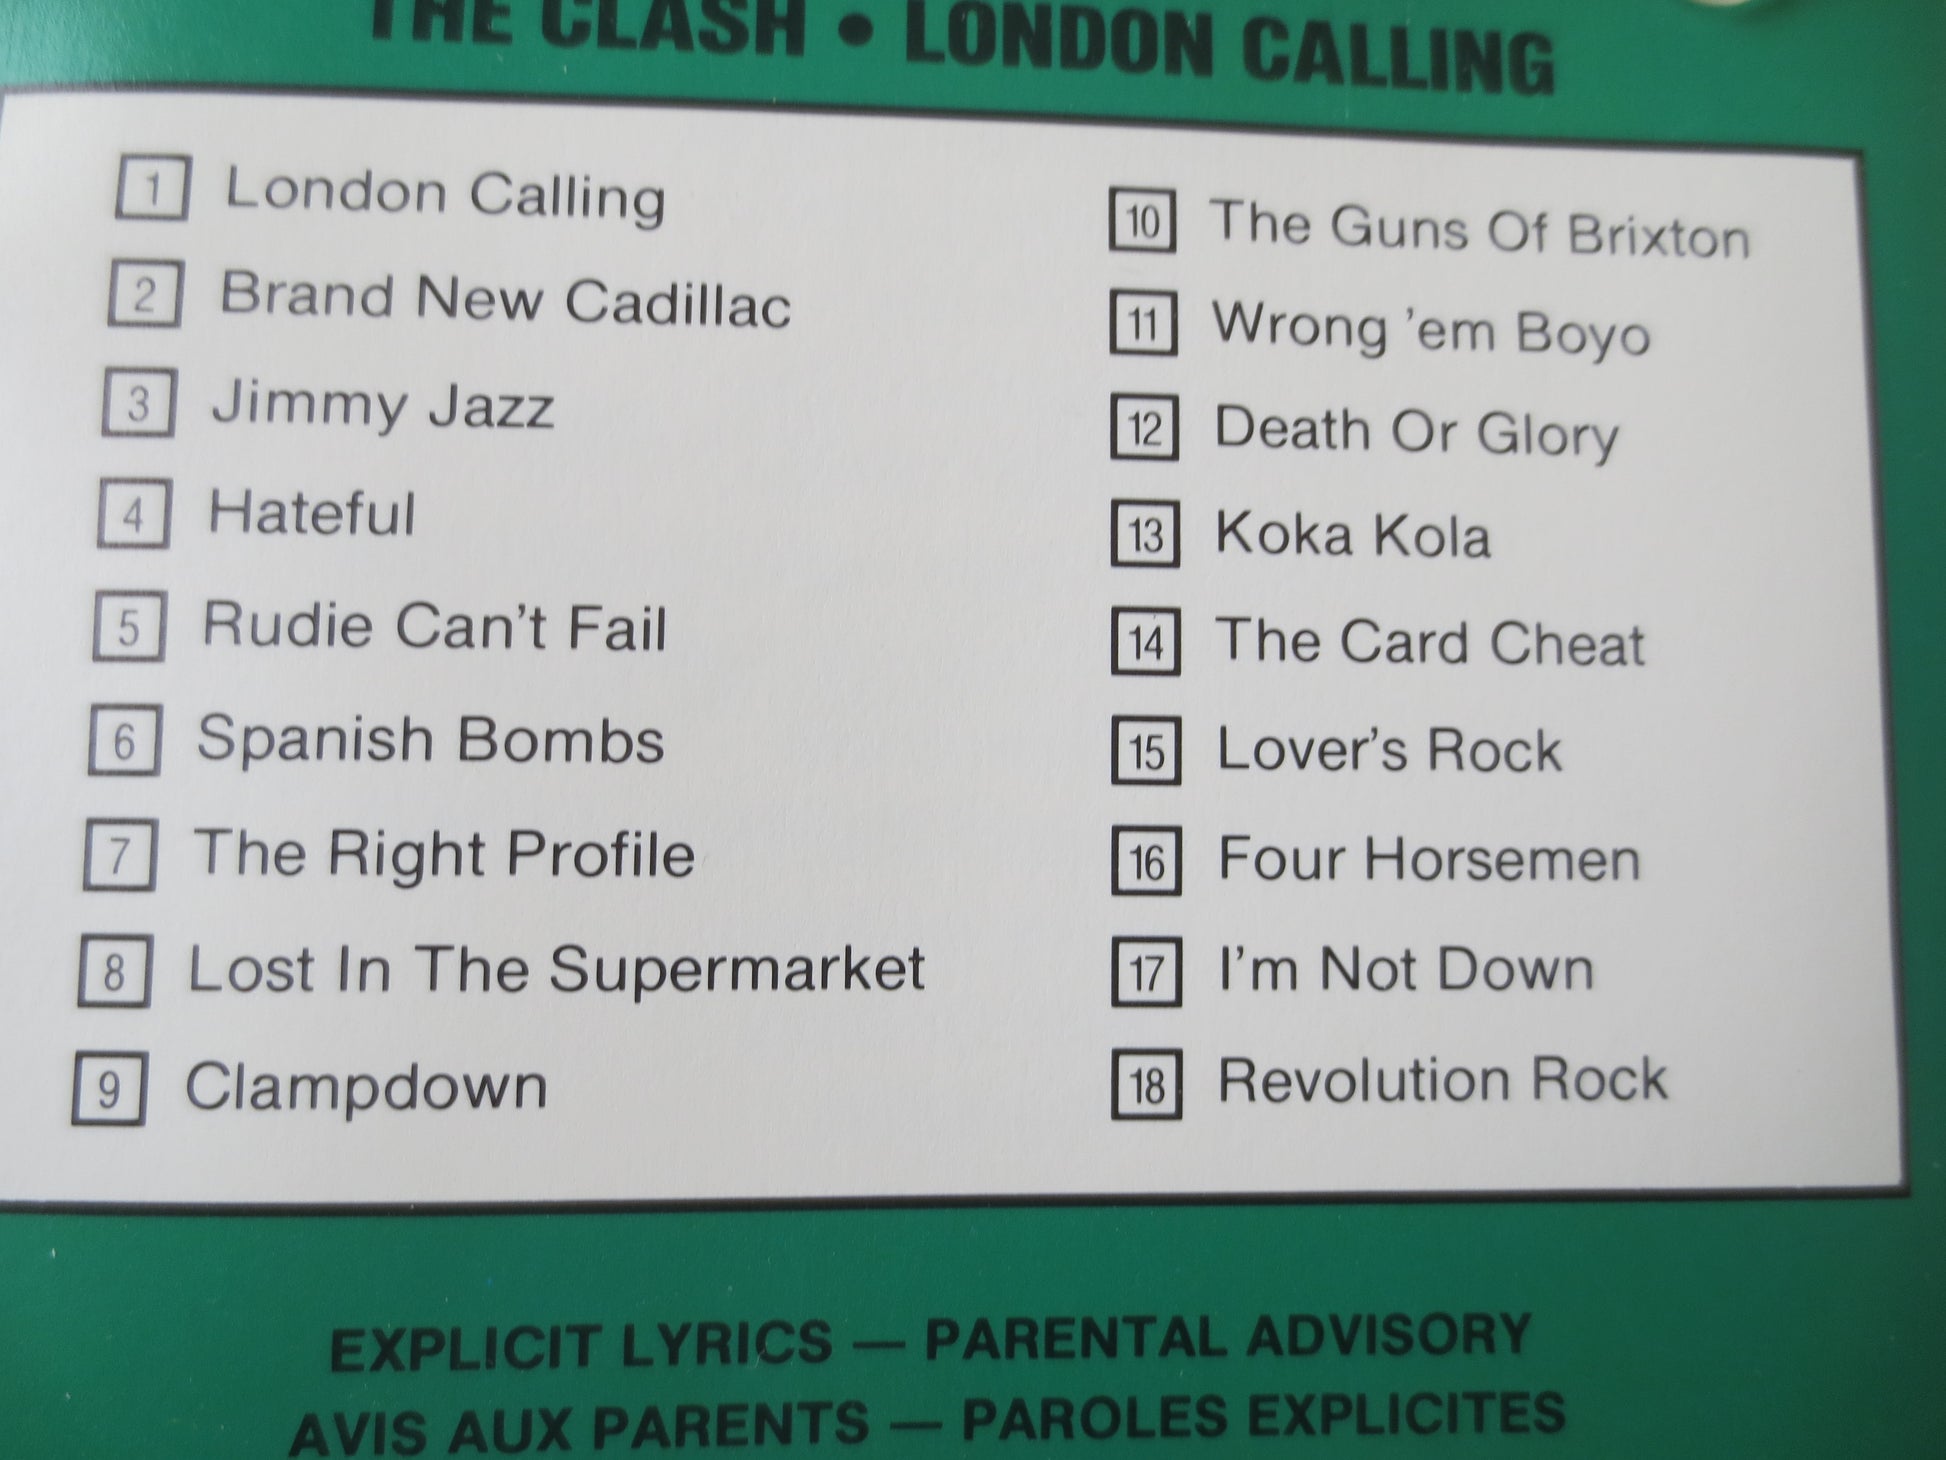 THE CLASH • LONDON CALLING
1 London Calling
2 Brand New Cadillac
3 Jimmy Jazz
4 Hateful
5 Rudie Can't Fail
6 Spanish Bombs
7 The Right Profile
8 Lost In The Supermarket
9 Clampdown
10 The Guns Of Brixton
11 Wrong 'em Boyo
12 Death Or Glory
13 Koka Kola
14 The Card Cheat
15 Lover's Rock
16 Four Horsemen
17 I'm Not Down
18 Revolution Rock
EXPLICIT LYRICS — PARENTAL ADVISORY
AVIS AUX PARENTS — PAROLES EXPLICITES